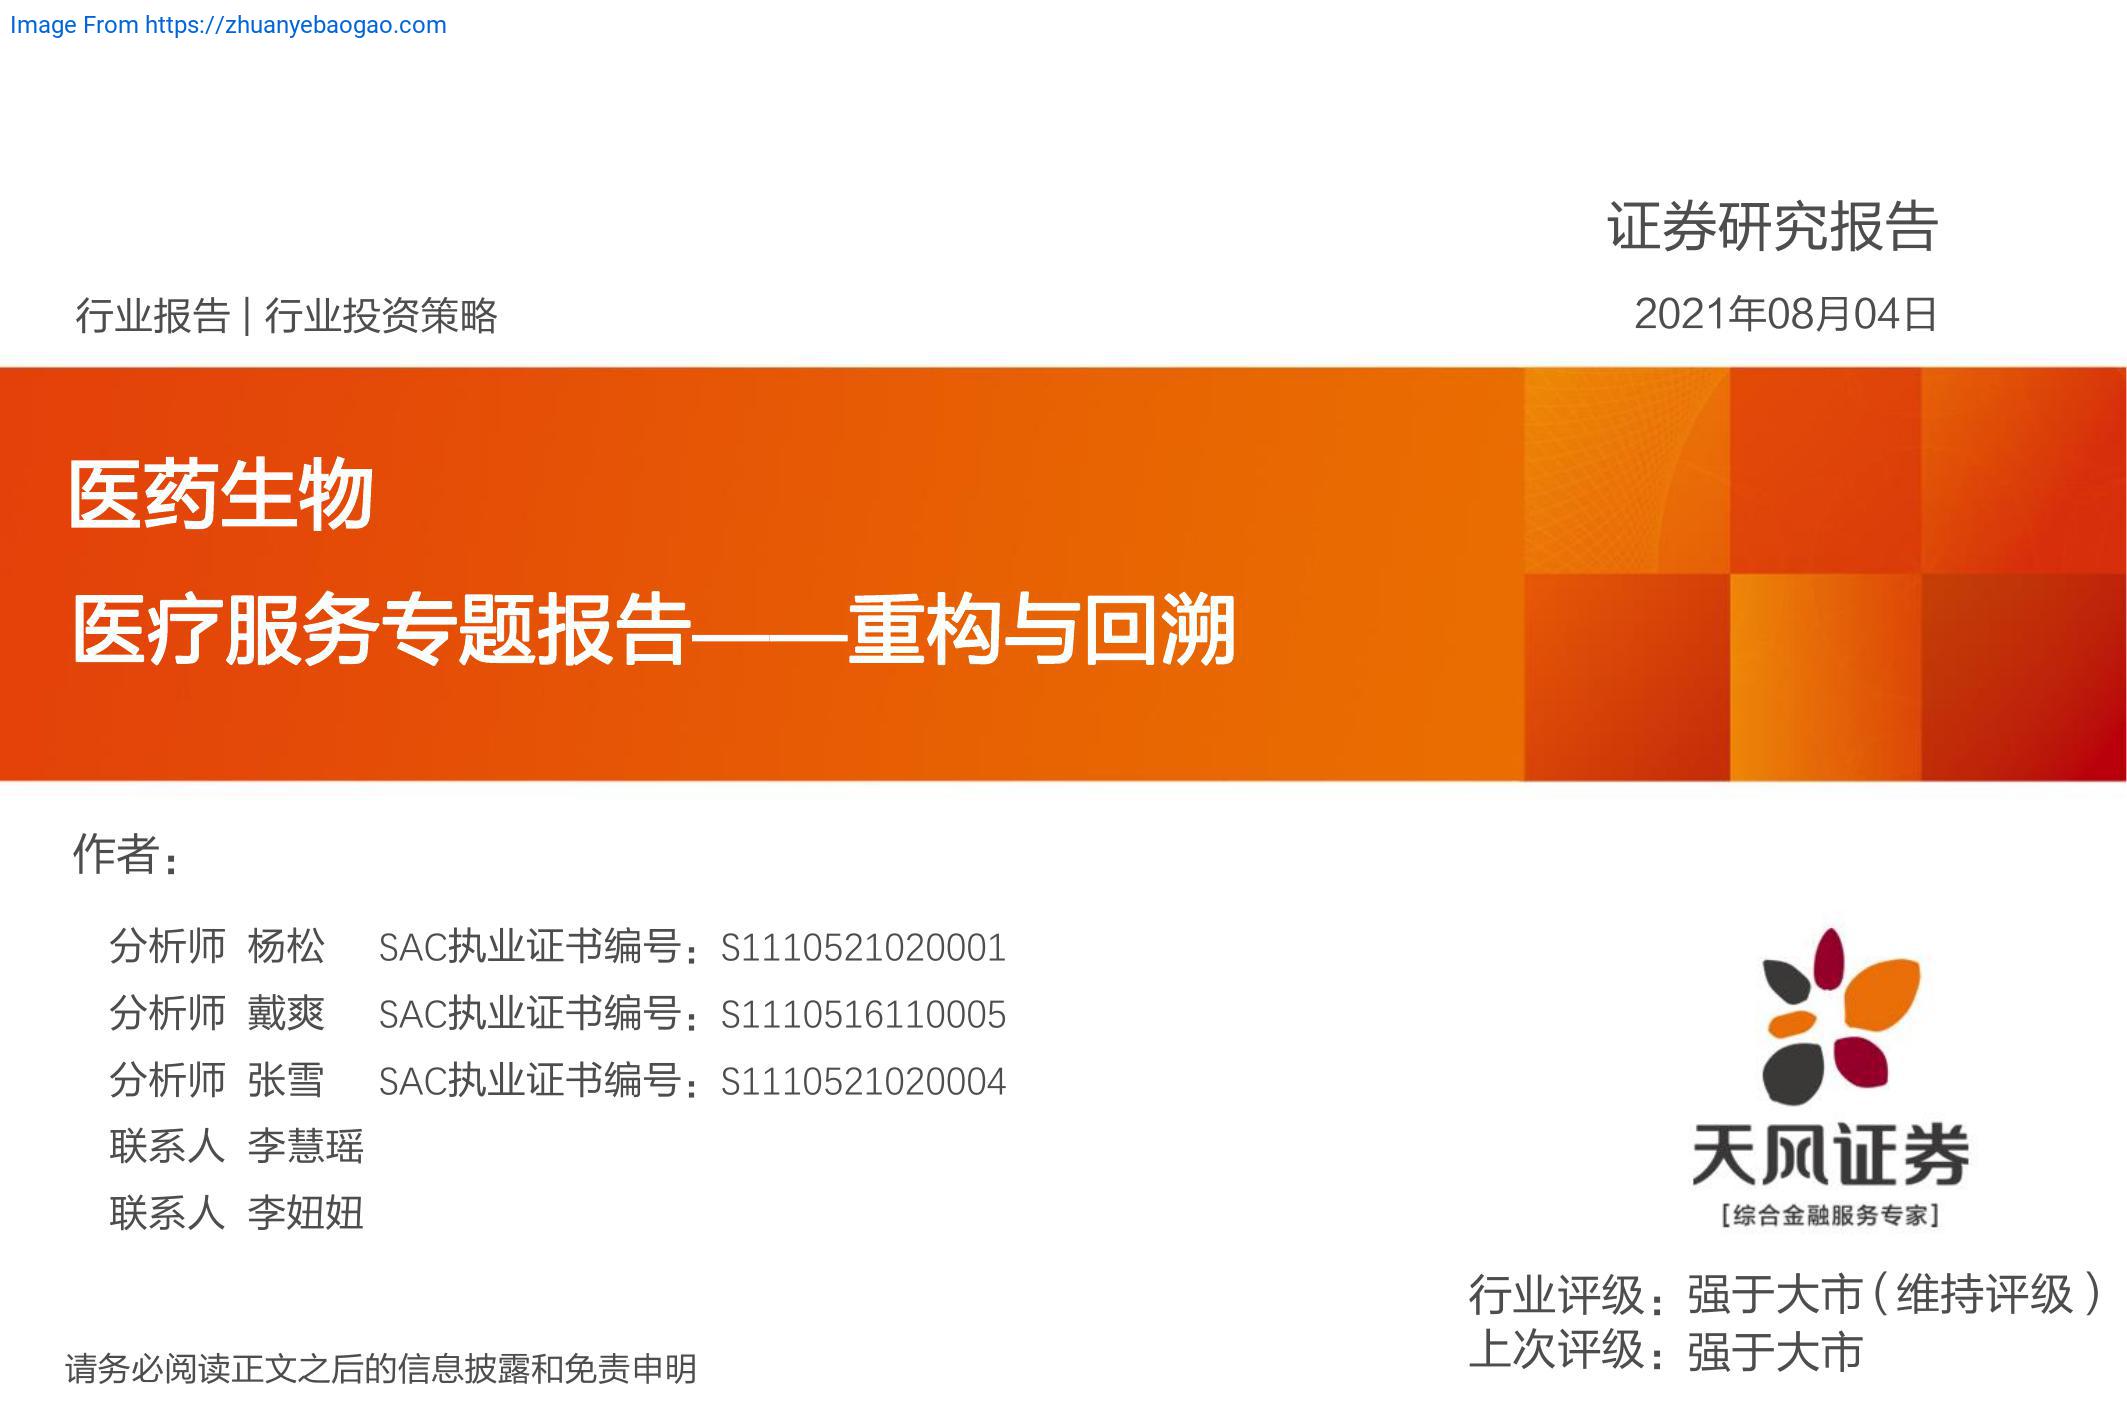 Image From https://zhuanyebaogao.com
证券研究报告
行业报告 | 行业投资策略
2021年08月04日
医药生物
医疗服务专题报告——重构与回溯
作者：
分析师 杨松 SAC执业证书编号：S1110521020001
分析师 戴爽 SAC执业证书编号：S1110516110005
分析师 张雪 SAC执业证书编号：S1110521020004
联系人 李慧瑶
联系人 李妞妞
天风证券
[综合金融服务专家]
行业评级：强于大市（维持评级）
上次评级：强于大市
请务必阅读正文之后的信息披露和免责申明